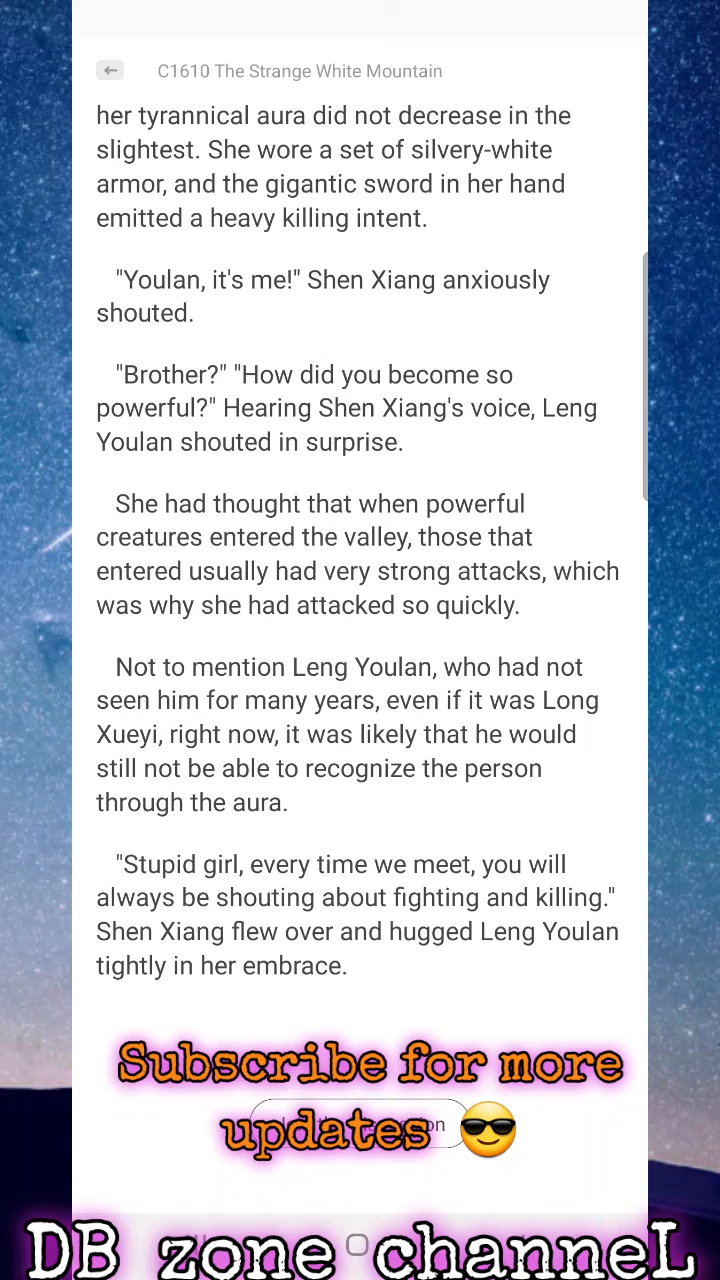 C1610 The Strange White Mountain
her tyrannical aura did not decrease in the
slightest. She wore a set of silvery-white
armor, and the gigantic sword in her hand
emitted a heavy killing intent.
"Youlan, it's me!" Shen Xiang anxiously
shouted.
"Brother?" "How did you become so
powerful?" Hearing Shen Xiang's voice, Leng
Youlan shouted in surprise.
She had thought that when powerful
creatures entered the valley, those that
entered usually had very strong attacks, which
was why she had attacked so quickly.
Not to mention Leng Youlan, who had not
seen him for many years, even if it was Long
Xueyi, right now, it was likely that he would
still not be able to recognize the person
through the aura.
"Stupid girl, every time we meet, you will
always be shouting about fighting and killing."
Shen Xiang flew over and hugged Leng Youlan
tightly in her embrace.
Subscribe for more
updates 😎
DB zone channeL